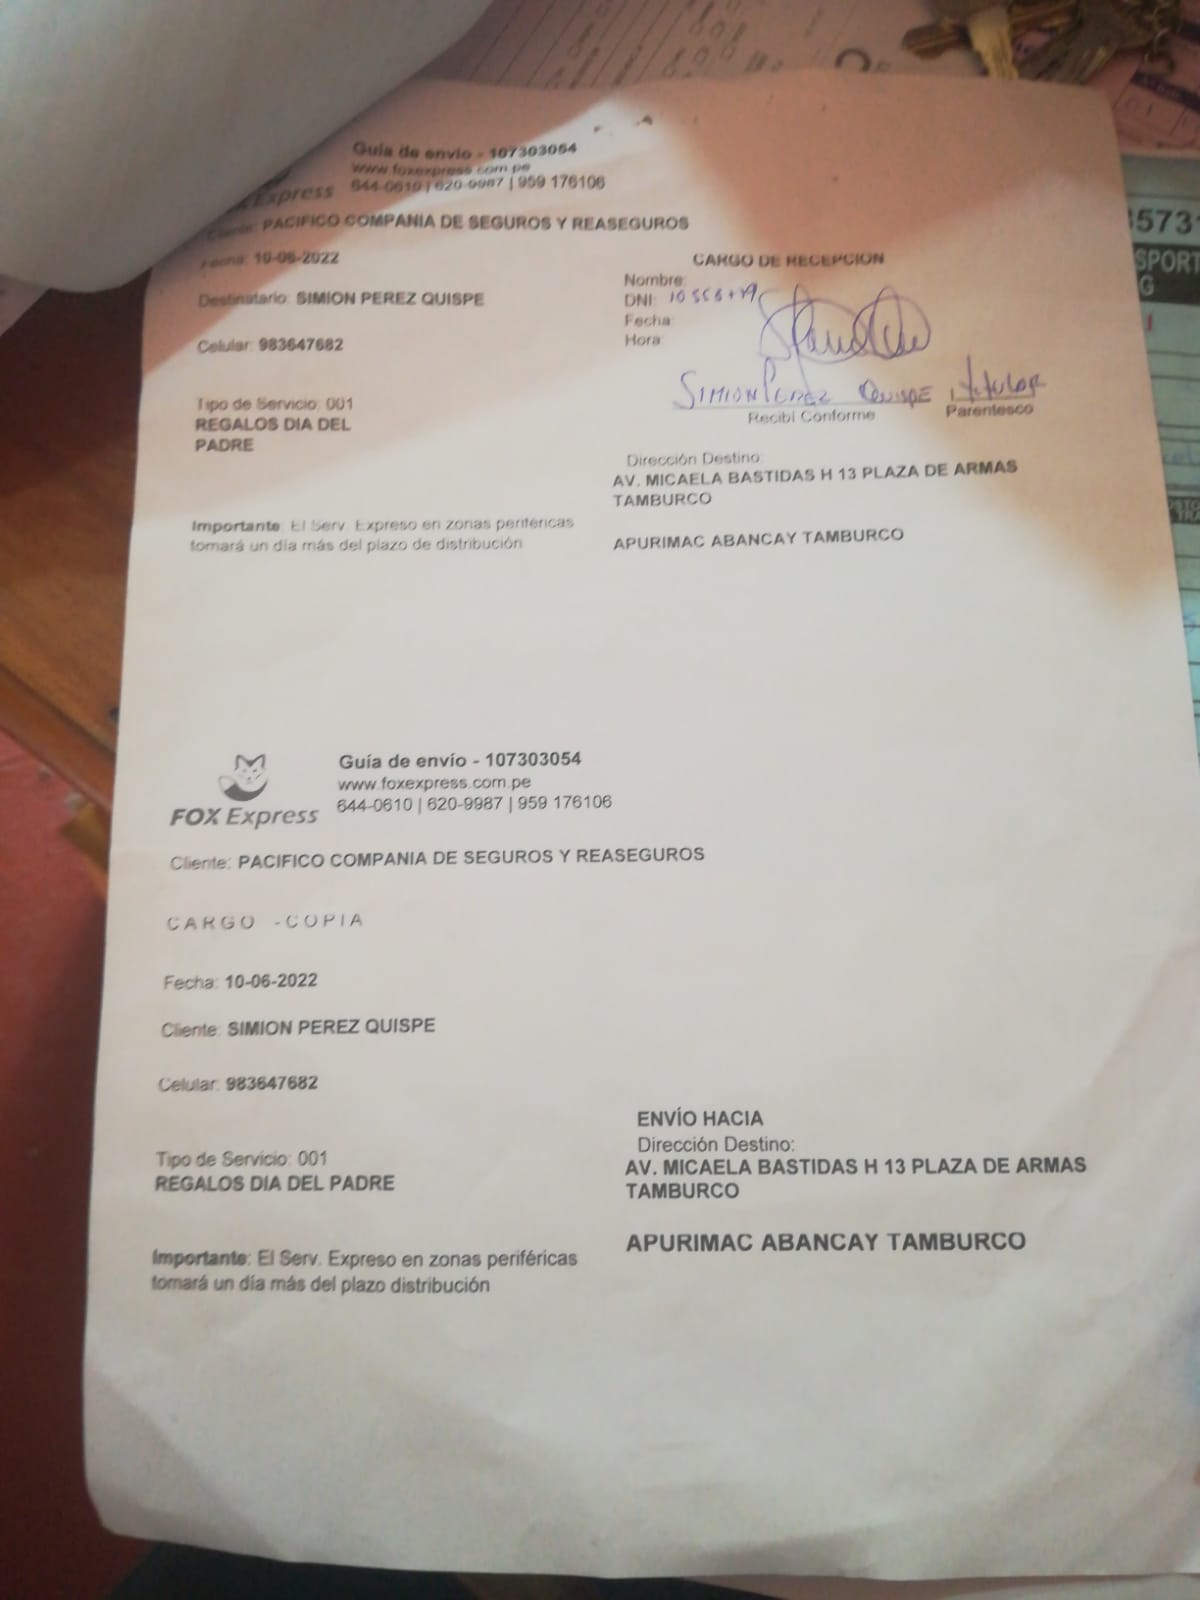 Guía de envío - 107303054
www.foxexpress.com.pe
Express 644-0610 | 620-9987 | 959 176106
Cliente: PACIFICO COMPANIA DE SEGUROS Y REASEGUROS
Fecha: 10-06-2022
CARGO DE RECEPCIÓN
Nombre:
Destinatario: SIMION PEREZ QUISPE
DNI:
Fecha:
Celular: 983647682
Hora:
SIMION PEREZ QUISPE titular
Recibí Conforme Parentesco
Tipo de Servicio: 001
REGALOS DIA DEL
PADRE
Dirección Destino:
AV. MICAELA BASTIDAS H 13 PLAZA DE ARMAS
TAMBURCO
Importante: El Serv. Expreso en zonas periféricas
tomará un día más del plazo de distribución
APURIMAC ABANCAY TAMBURCO
Guía de envío - 107303054
www.foxexpress.com.pe
FOX Express 644-0610 | 620-9987 | 959 176106
Cliente: PACIFICO COMPANIA DE SEGUROS Y REASEGUROS
CARGO - COPIA
Fecha: 10-06-2022
Cliente: SIMION PEREZ QUISPE
Celular: 983647682
ENVÍO HACIA
Dirección Destino:
Tipo de Servicio: 001
AV. MICAELA BASTIDAS H 13 PLAZA DE ARMAS
REGALOS DIA DEL PADRE
TAMBURCO
APURIMAC ABANCAY TAMBURCO
Importante: El Serv. Expreso en zonas periféricas
tomará un día más del plazo distribución